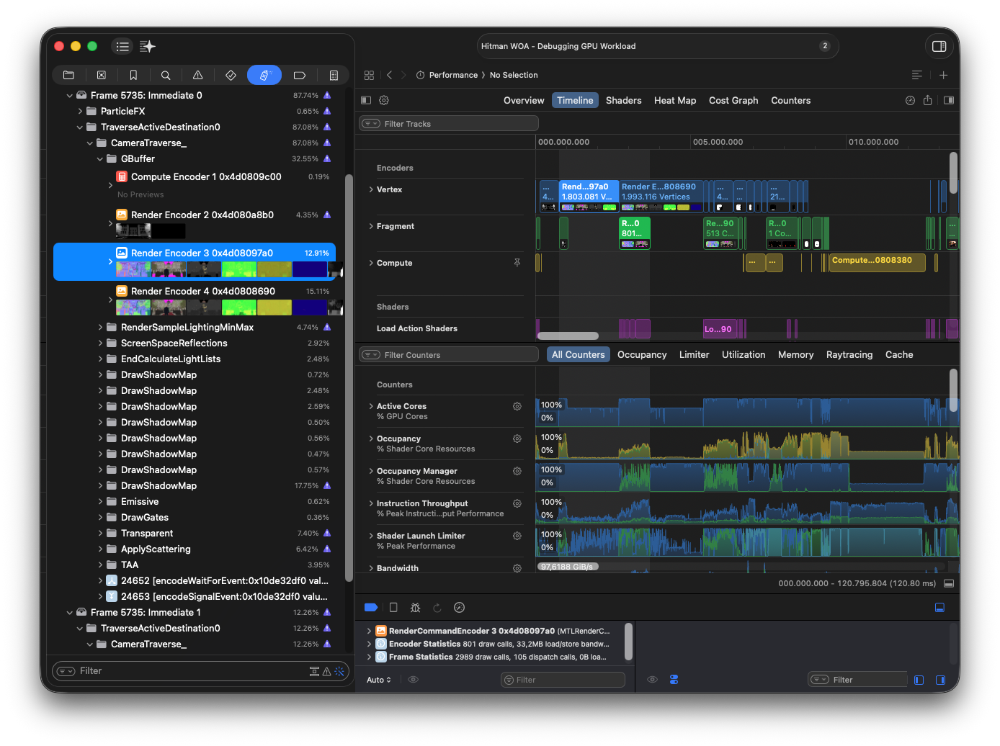 Hitman WOA - Debugging GPU Workload
2
Performance
No Selection
Frame 5735: Immediate 0 87.74%
ParticleFX 0.65%
TraverseActiveDestination0 87.08%
CameraTraverse_ 87.08%
GBuffer 32.55%
Compute Encoder 1 0x4d0809c00 0.19%
No Previews
Render Encoder 2 0x4d080a8b0 4.35%
Render Encoder 3 0x4d08097a0 12.91%
Render Encoder 4 0x4d0808690 15.11%
RenderSampleLightingMinMax 4.74%
ScreenSpaceReflections 2.92%
EndCalculateLightLists 2.48%
DrawShadowMap 0.72%
DrawShadowMap 2.48%
DrawShadowMap 2.59%
DrawShadowMap 0.50%
DrawShadowMap 0.56%
DrawShadowMap 0.47%
DrawShadowMap 0.57%
DrawShadowMap 17.75%
Emissive 0.62%
DrawGates 0.36%
Transparent 7.40%
ApplyScattering 6.42%
TAA 3.95%
24652 [encodeWaitForEvent:0x10de32df0 val...
24653 [encodeSignalEvent:0x10de32df0 valu...
Frame 5735: Immediate 1 12.26%
TraverseActiveDestination0 12.26%
CameraTraverse_ 12.26%
Filter
Overview Timeline Shaders Heat Map Cost Graph Counters
Filter Tracks
000.000.000 005.000.000 010.000.000
Encoders
Vertex
... Rend...97a0 Render E...808690 ... ... ...
4... 1.803.081 V... 1.993.116 Vertices 4... ... 21...
Fragment
R...0 Re...90 R...0 ...
801... 513 C... 1 Co... ...
Compute
... ... Compute...0808380
Shaders
Load Action Shaders
Lo...90
Filter Counters
All Counters Occupancy Limiter Utilization Memory Raytracing Cache
Counters
Active Cores
% GPU Cores
100%
0%
Occupancy
% Shader Core Resources
100%
0%
Occupancy Manager
% Shader Core Resources
100%
0%
Instruction Throughput
% Peak Instructi...put Performance
100%
0%
Shader Launch Limiter
% Peak Performance
100%
0%
Bandwidth
97,6188 GiB/s
000.000.000 - 120.795.804 (120.80 ms)
RenderCommandEncoder 3 0x4d08097a0 (MTLRenderC...
Encoder Statistics 801 draw calls, 33,2MB load/store bandw...
Frame Statistics 2989 draw calls, 105 dispatch calls, 0B loa...
Auto
Filter
Filter